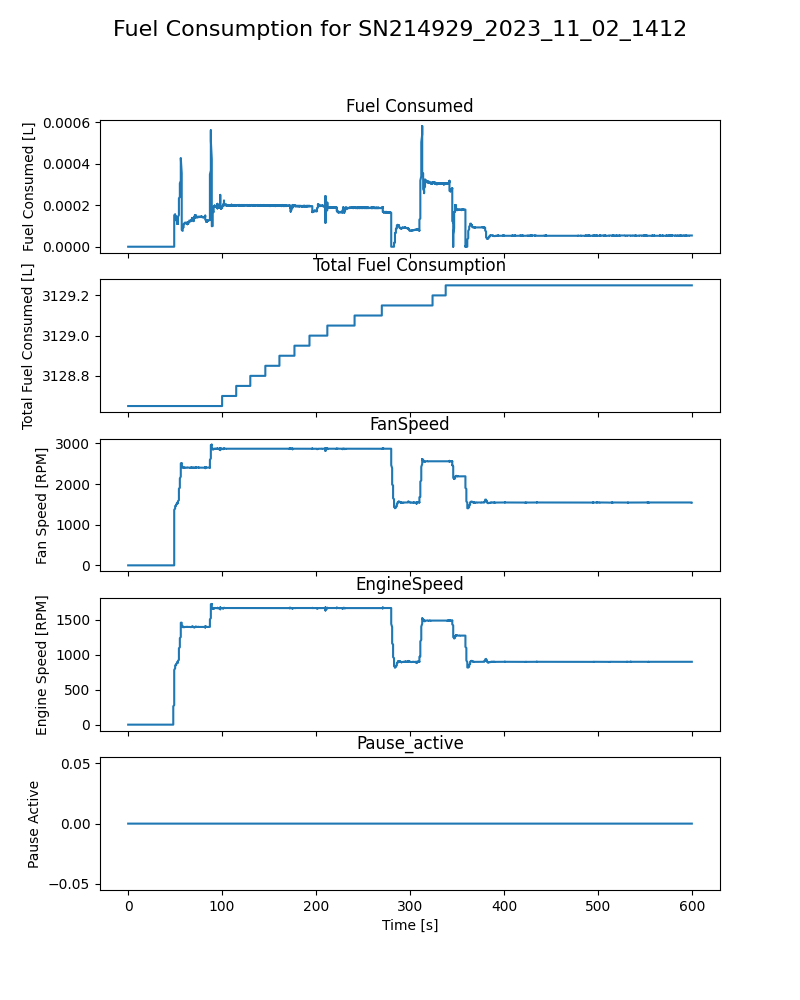 Fuel Consumption for SN214929_2023_11_02_1412
Fuel Consumed
Fuel Consumed [L]
0.0006
0.0004
0.0002
0.0000
Total Fuel Consumption
Total Fuel Consumed [L]
3129.2
3129.0
3128.8
FanSpeed
Fan Speed [RPM]
3000
2000
1000
0
EngineSpeed
Engine Speed [RPM]
1500
1000
500
0
Pause_active
Pause Active
0.05
0.00
−0.05
0 100 200 300 400 500 600
Time [s]